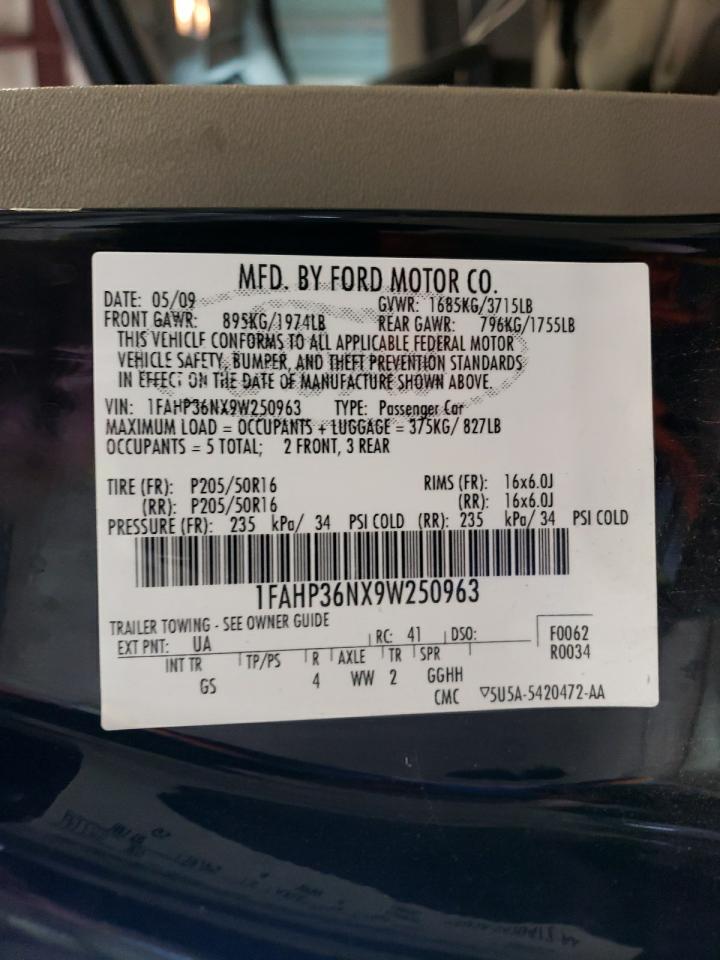 MFD. BY FORD MOTOR CO.
DATE: 05/09 GVWR: 1685KG/3715LB
FRONT GAWR: 895KG/1974LB REAR GAWR: 796KG/1755LB
THIS VEHICLE CONFORMS TO ALL APPLICABLE FEDERAL MOTOR
VEHICLE SAFETY, BUMPER, AND THEFT PREVENTION STANDARDS
IN EFFECT ON THE DATE OF MANUFACTURE SHOWN ABOVE.
VIN: 1FAHP36NX9W250963 TYPE: Passenger Car
MAXIMUM LOAD = OCCUPANTS + LUGGAGE = 375KG/ 827LB
OCCUPANTS = 5 TOTAL; 2 FRONT, 3 REAR
TIRE (FR): P205/50R16 RIMS (FR): 16x6.0J
(RR): P205/50R16 (RR): 16x6.0J
PRESSURE (FR): 235 kPa/ 34 PSI COLD (RR): 235 kPa/ 34 PSI COLD
1FAHP36NX9W250963
TRAILER TOWING - SEE OWNER GUIDE
EXT PNT: UA RC: 41 DSO: F0062
INT TR TP/PS R AXLE TR SPR R0034
GS 4 WW 2 GGHH
CMC ▽5U5A-5420472-AA